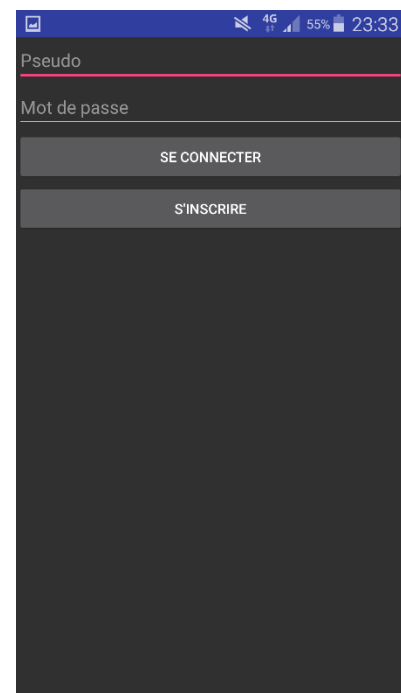 4G 55% 23:33
Pseudo
Mot de passe
SE CONNECTER
S'INSCRIRE